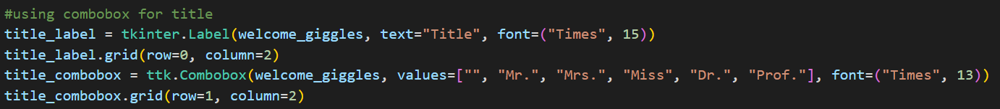 #using combobox for title
title_label = tkinter.Label(welcome_giggles, text="Title", font=("Times", 15))
title_label.grid(row=0, column=2)
title_combobox = ttk.Combobox(welcome_giggles, values=["", "Mr.", "Mrs.", "Miss", "Dr.", "Prof."], font=("Times", 13))
title_combobox.grid(row=1, column=2)